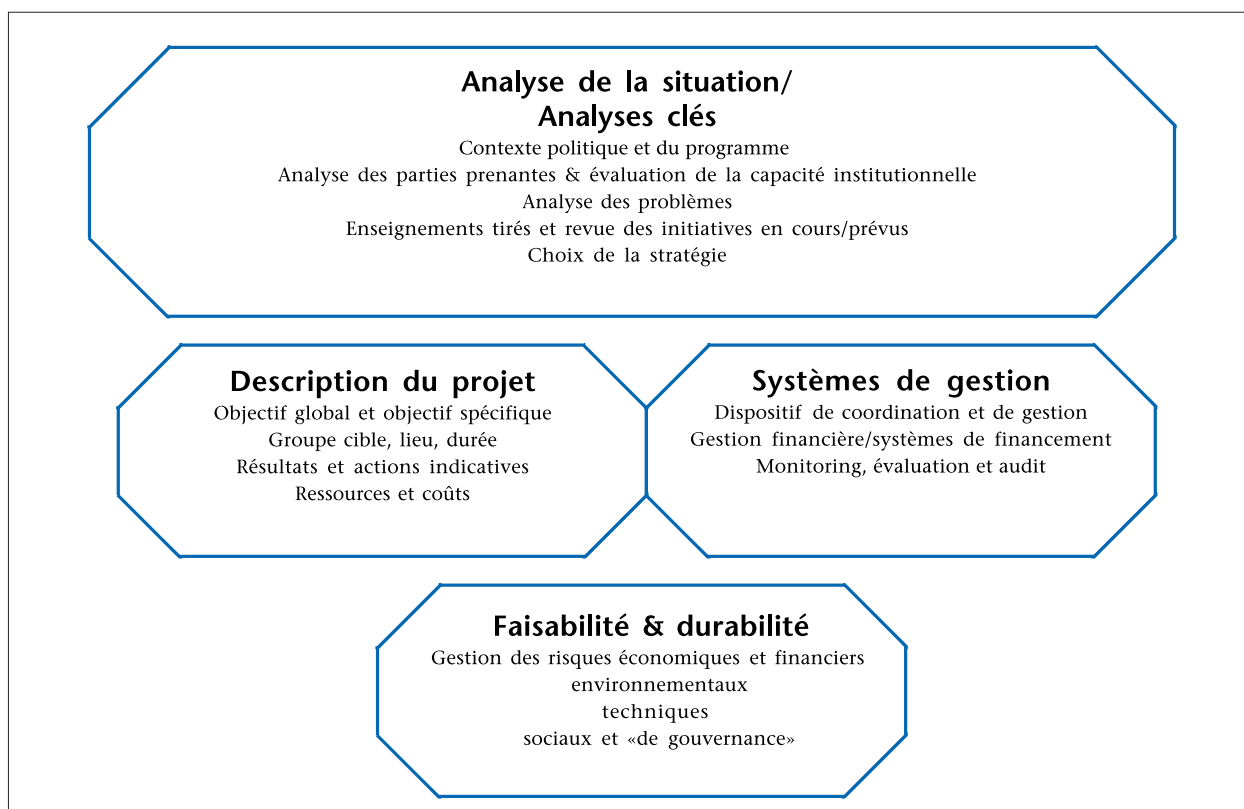 Analyse de la situation/
Analyses clés
Contexte politique et du programme
Analyse des parties prenantes & évaluation de la capacité institutionnelle
Analyse des problèmes
Enseignements tirés et revue des initiatives en cours/prévus
Choix de la stratégie
Description du projet
Objectif global et objectif spécifique
Groupe cible, lieu, durée
Résultats et actions indicatives
Ressources et coûts
Systèmes de gestion
Dispositif de coordination et de gestion
Gestion financière/systèmes de financement
Monitoring, évaluation et audit
Faisabilité & durabilité
Gestion des risques économiques et financiers
environnementaux
techniques
sociaux et «de gouvernance»